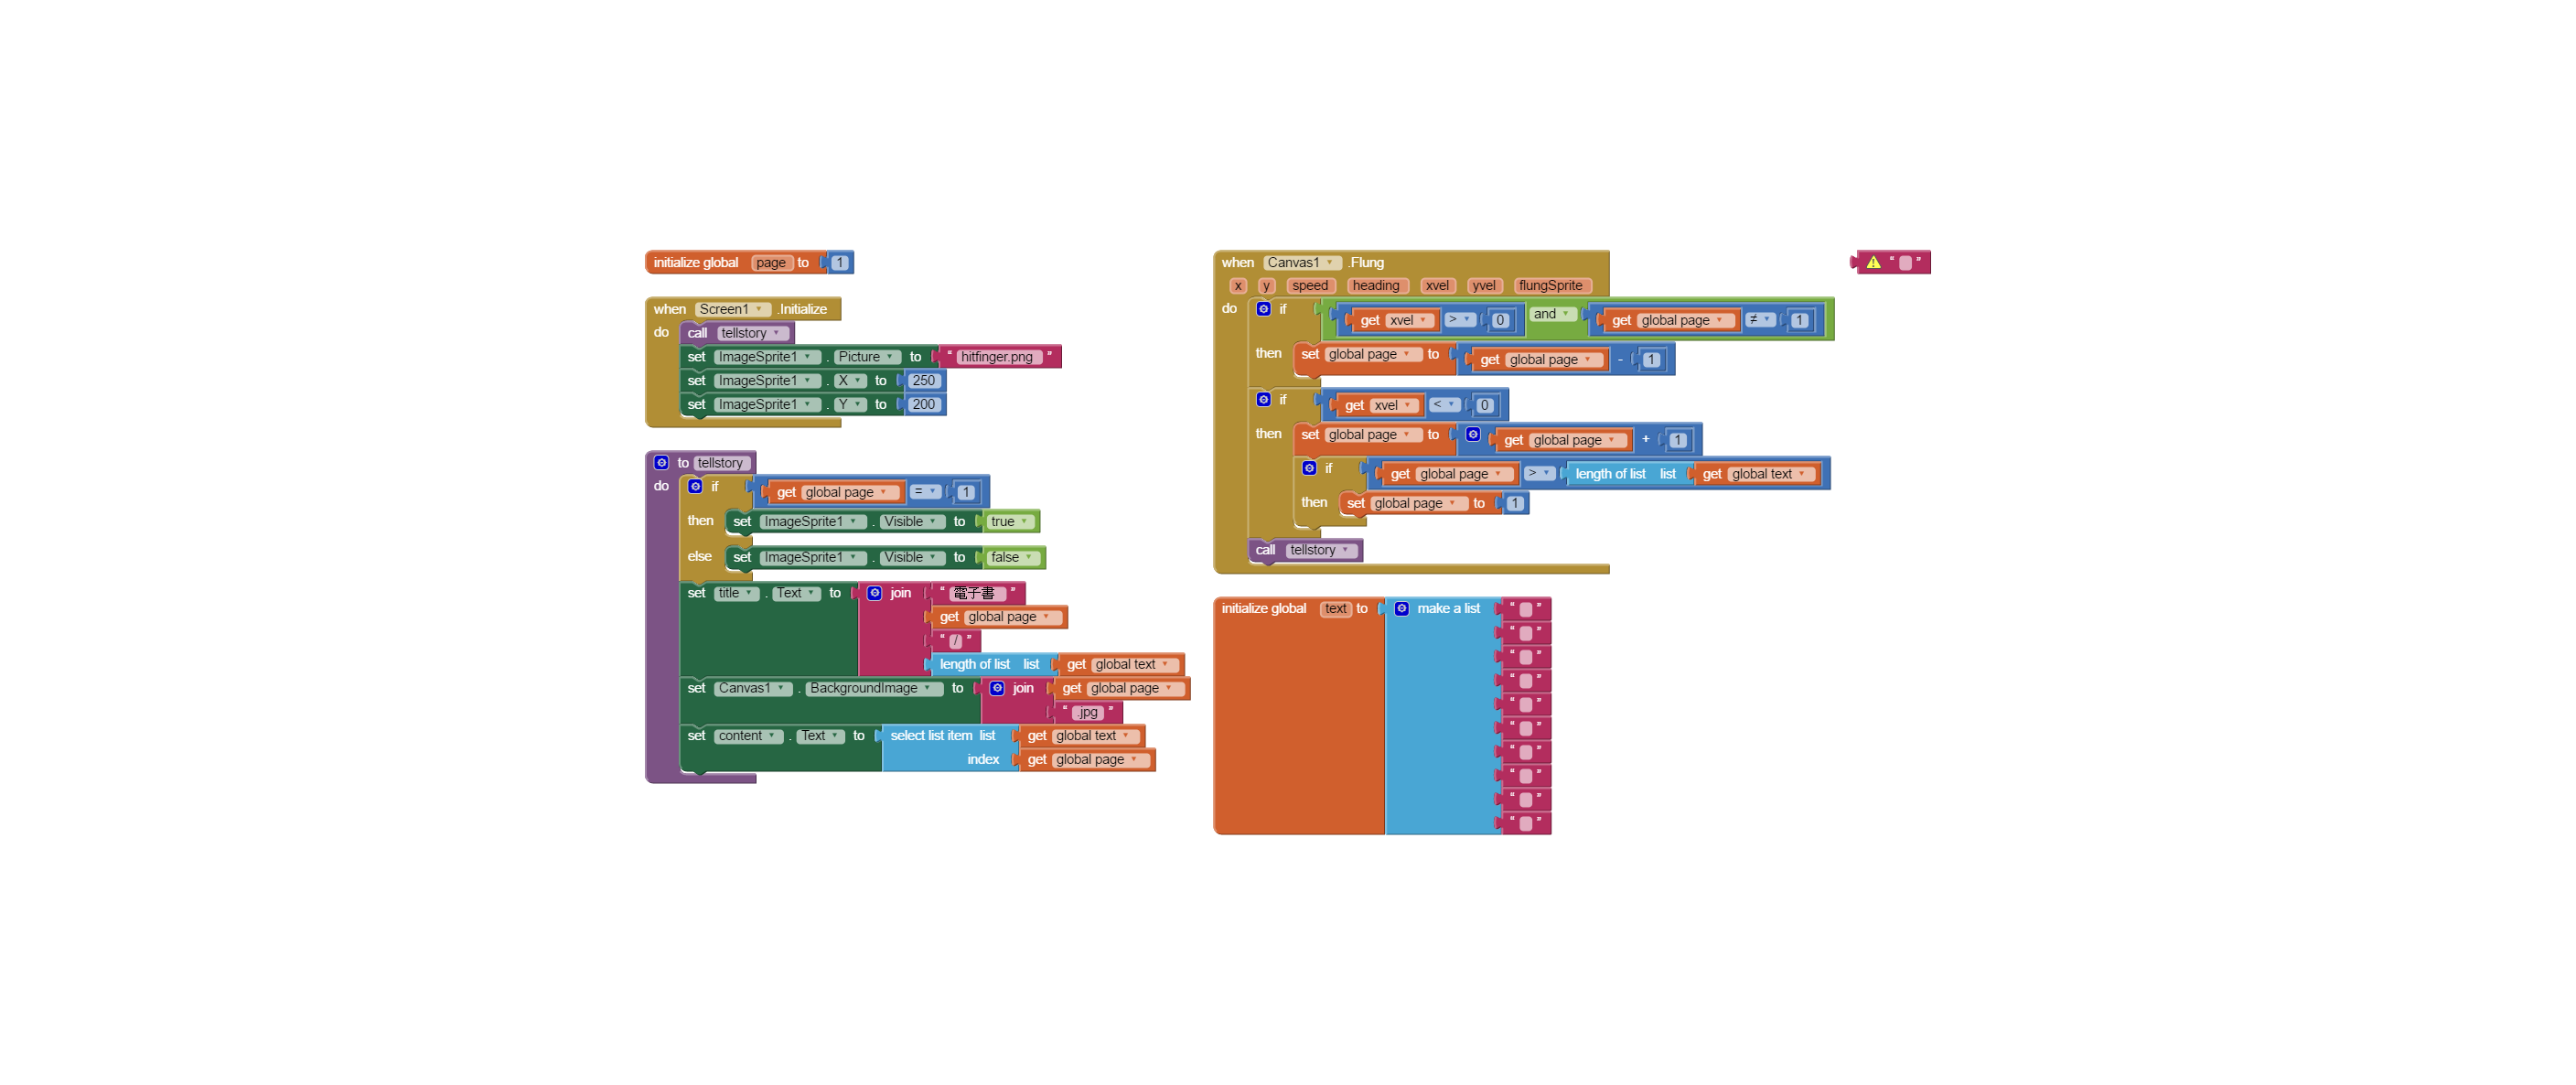 initialize global page to 1
when Screen1 .Initialize
do call tellstory
set ImageSprite1 . Picture to " hitfinger.png "
set ImageSprite1 . X to 250
set ImageSprite1 . Y to 200
to tellstory
do if get global page = 1
then set ImageSprite1 . Visible to true
else set ImageSprite1 . Visible to false
set title . Text to join " 電子書 "
get global page
" / "
length of list list get global text
set Canvas1 . BackgroundImage to join get global page
" .jpg "
set content . Text to select list item list get global text
index get global page
when Canvas1 .Flung
x y speed heading xvel yvel flungSprite
do if get xvel > 0 and get global page ≠ 1
then set global page to get global page - 1
if get xvel < 0
then set global page to get global page + 1
if get global page > length of list list get global text
then set global page to 1
call tellstory
initialize global text to make a list " "
" "
" "
" "
" "
" "
" "
" "
" "
" "
" "